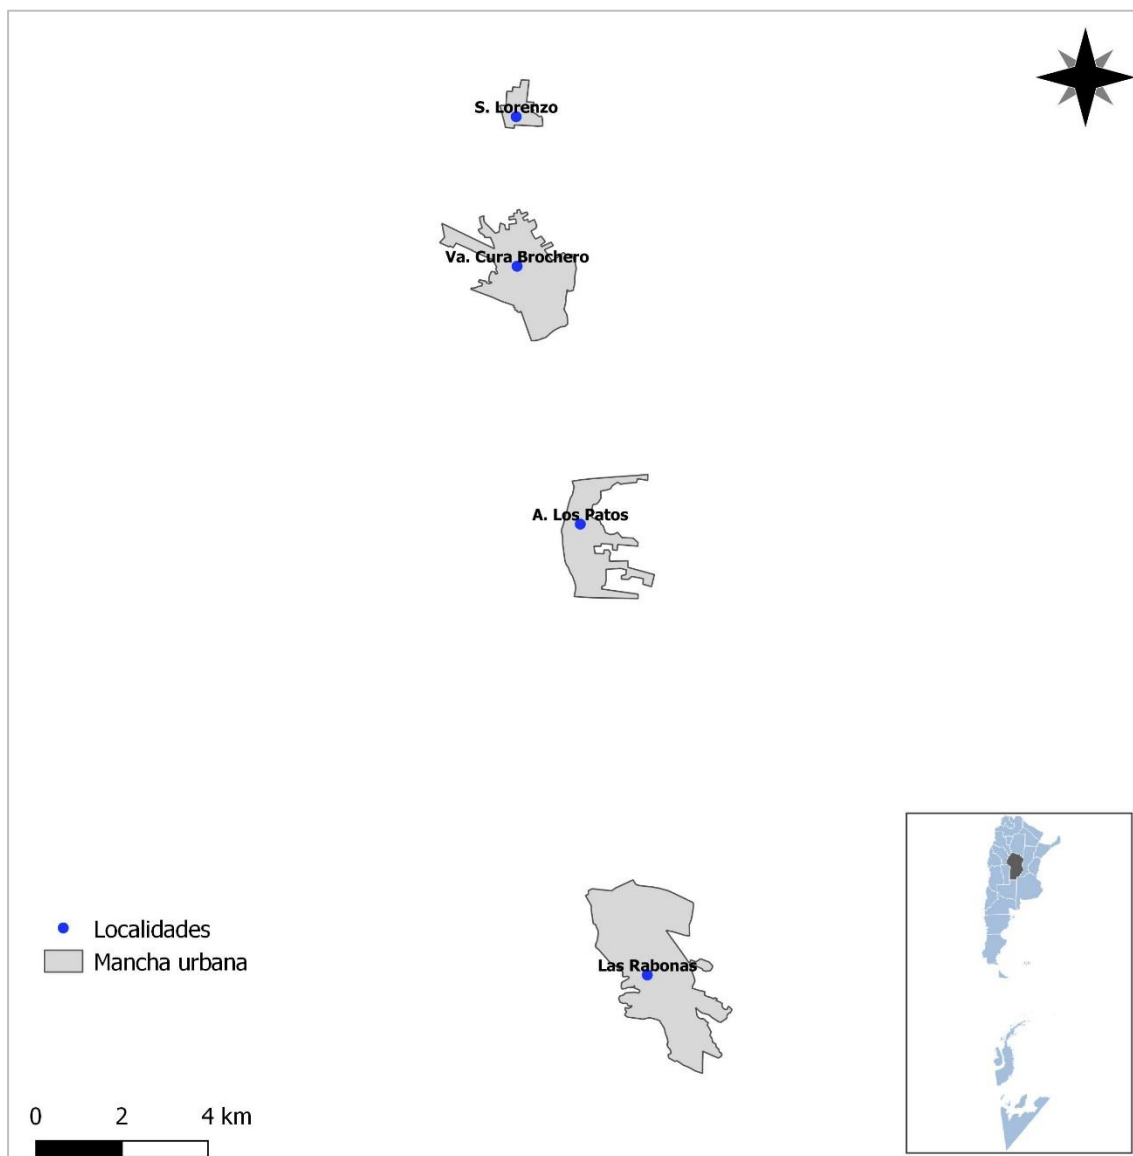 S. Lorenzo
Va. Cura Brochero
A. Los Patos
Las Rabonas
Localidades
Mancha urbana
0 2 4 km